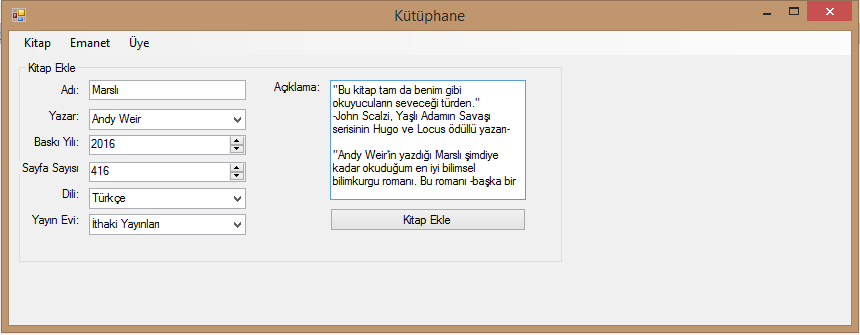 Kütüphane
Kitap Emanet Üye
Kitap Ekle
Adı: Marslı
Yazar: Andy Weir
Baskı Yılı: 2016
Sayfa Sayısı 416
Dili: Türkçe
Yayın Evi: İthaki Yayınları
Açıklama: "Bu kitap tam da benim gibi
okuyucuların seveceği türden."
-John Scalzi, Yaşlı Adamın Savaşı
serisinin Hugo ve Locus ödüllü yazarı-
"Andy Weir'ın yazdığı Marslı şimdiye
kadar okuduğum en iyi bilimsel
bilimkurgu romanı. Bu romanı -başka bir
Kitap Ekle